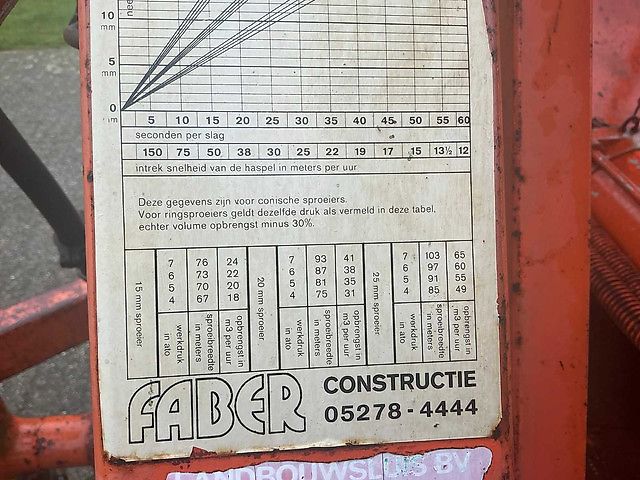 10
mm
5
mm
0
5 10 15 20 25 30 35 40 45 50 55 60
seconden per slag
150 75 50 38 30 25 22 19 17 15 13½ 12
intrek snelheid van de haspel in meters per uur
Deze gegevens zijn voor conische sproeiers.
Voor ringsproeiers geldt dezelfde druk als vermeld in deze tabel,
echter volume opbrengst minus 30%.
15 mm sproeier
7 76 24
6 73 22
5 70 20
4 67 18
werkdruk
in ato
sproeibreedte
in meters
opbrengst in
m3 per uur
20 mm sproeier
7 93 41
6 87 38
5 81 35
4 75 31
werkdruk
in ato
sproeibreedte
in meters
opbrengst in
m3 per uur
25 mm sproeier
7 103 65
6 97 60
5 91 55
4 85 49
werkdruk
in ato
sproeibreedte
in meters
opbrengst in
m3 per uur
FABER CONSTRUCTIE
05278-4444
BV